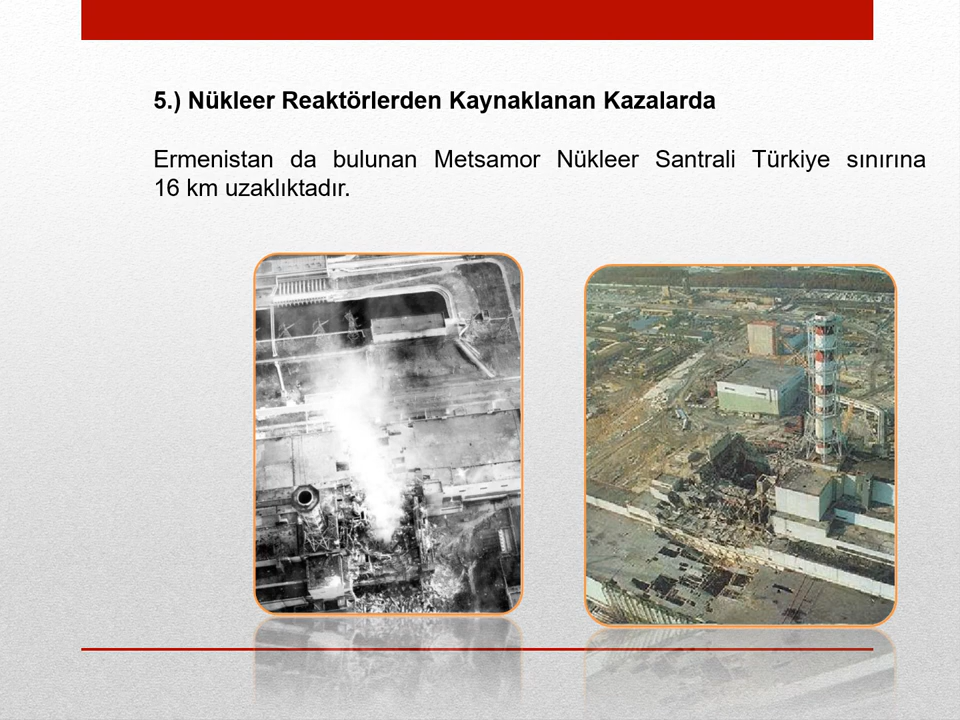 5.) Nükleer Reaktörlerden Kaynaklanan Kazalarda
Ermenistan da bulunan Metsamor Nükleer Santrali Türkiye sınırına
16 km uzaklıktadır.